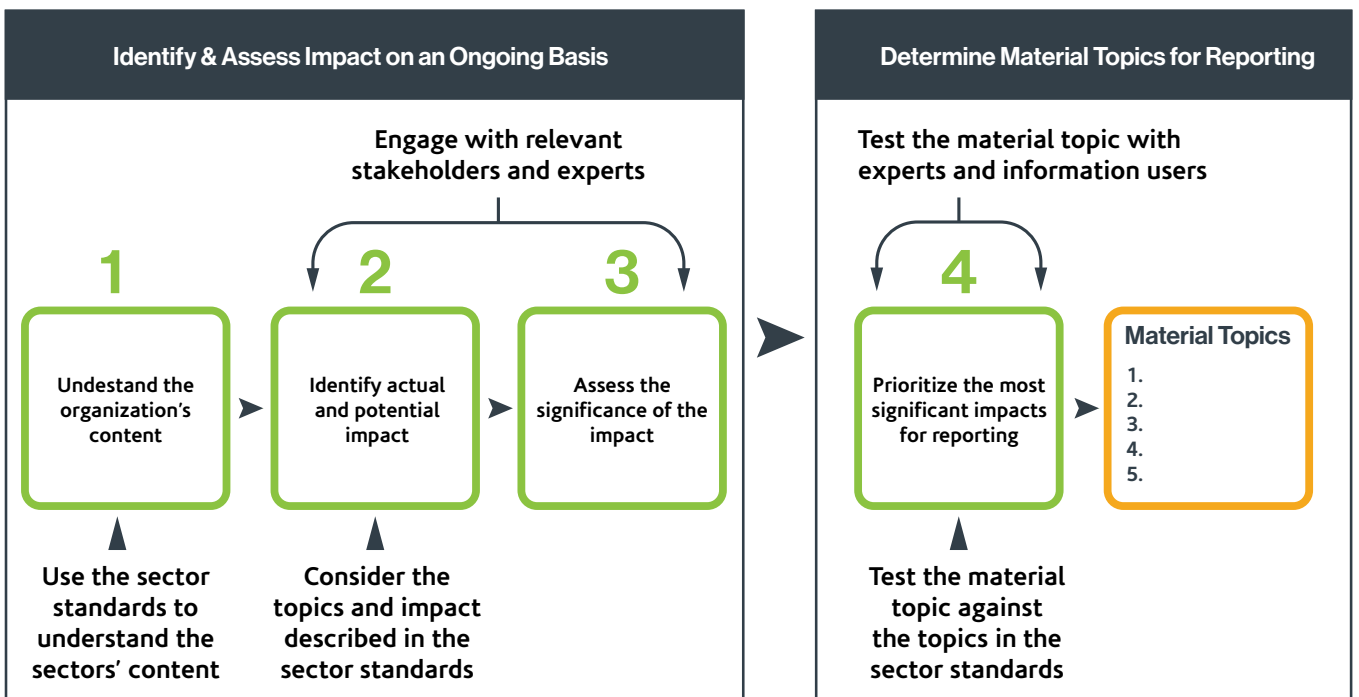 Identify & Assess Impact on an Ongoing Basis
Engage with relevant
stakeholders and experts
1
2
3
Undestand the
organization's
content
Identify actual
and potential
impact
Assess the
significance of the
impact
Use the sector
standards to
understand the
sectors' content
Consider the
topics and impact
described in the
sector standards
Determine Material Topics for Reporting
Test the material topic with
experts and information users
4
Prioritize the most
significant impacts
for reporting
Material Topics
1.
2.
3.
4.
5.
Test the material
topic against
the topics in the
sector standards